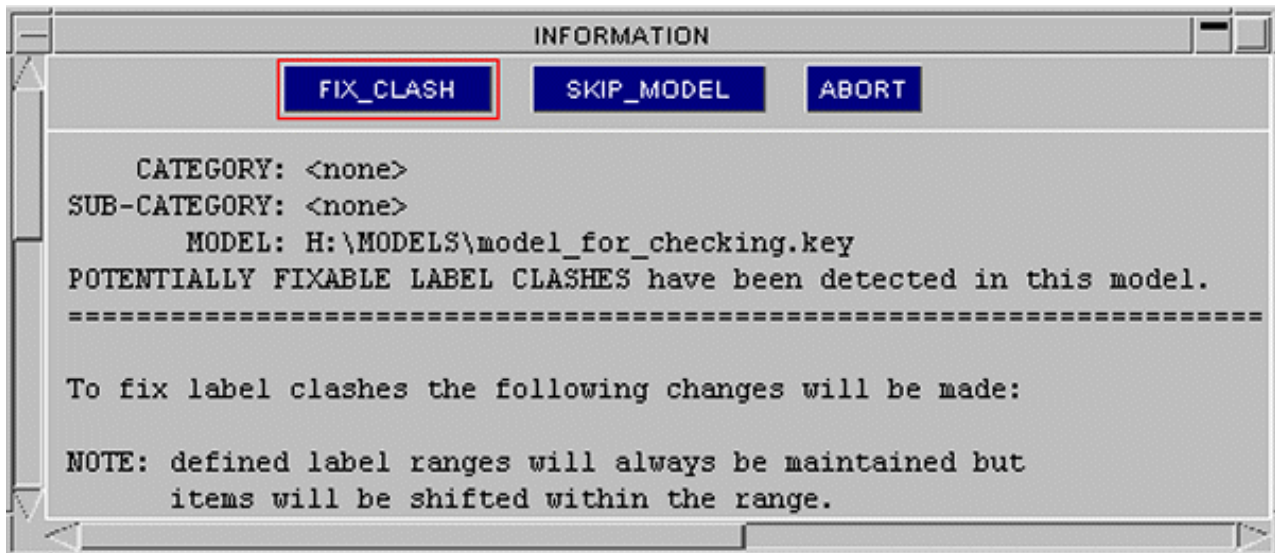 INFORMATION
FIX_CLASH SKIP_MODEL ABORT
CATEGORY: <none>
SUB-CATEGORY: <none>
MODEL: H:\MODELS\model_for_checking.key
POTENTIALLY FIXABLE LABEL CLASHES have been detected in this model.
======================================================================
To fix label clashes the following changes will be made:
NOTE: defined label ranges will always be maintained but
items will be shifted within the range.